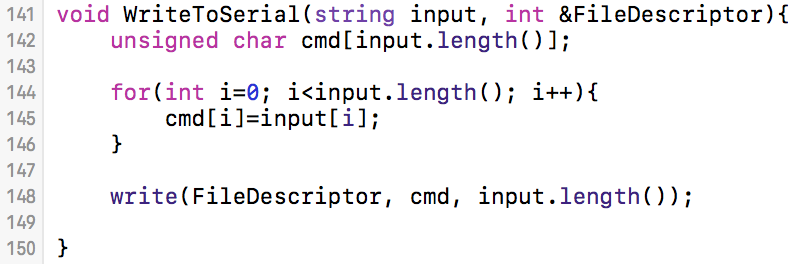 141 void WriteToSerial(string input, int &FileDescriptor){
142     unsigned char cmd[input.length()];
143
144     for(int i=0; i<input.length(); i++){
145         cmd[i]=input[i];
146     }
147
148     write(FileDescriptor, cmd, input.length());
149
150 }